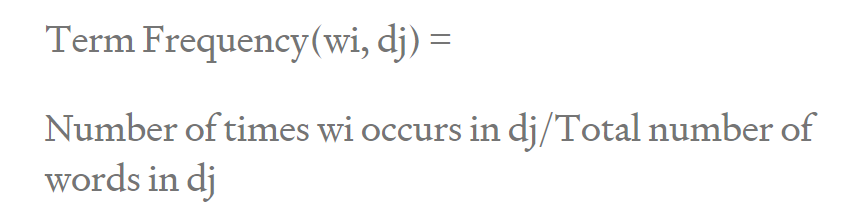 Term Frequency(wi, dj) =
Number of times wi occurs in dj/Total number of
words in dj